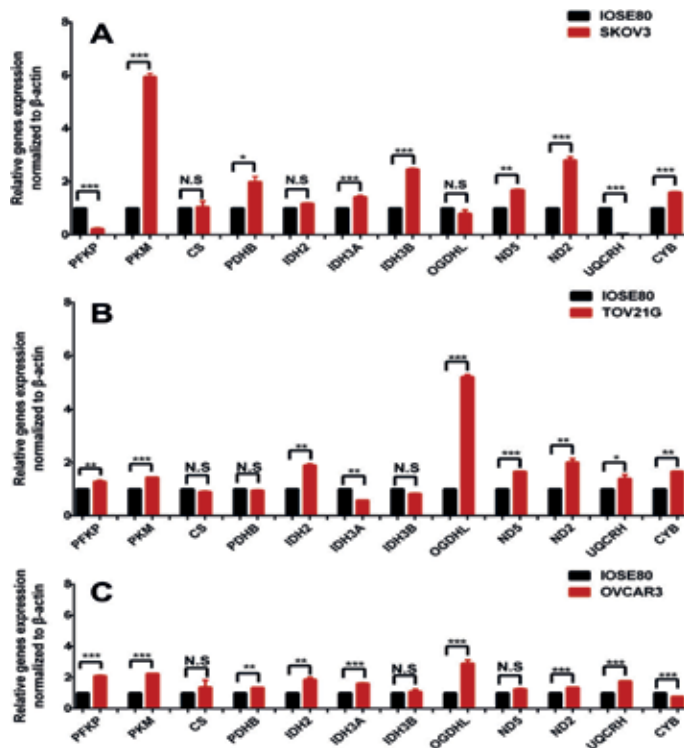 A
IOSE80
SKOV3
Relative genes expression
normalized to β-actin
8
6
4
2
0
*** *** N.S * N.S *** *** N.S ** *** *** ***
PFKP PKM CS PDHB IDH2 IDH3A IDH3B OGDHL ND5 ND2 UQCRH CYB
B
IOSE80
TOV21G
Relative genes expression
normalized to β-actin
8
6
4
2
0
** *** N.S N.S ** ** N.S *** *** ** * **
PFKP PKM CS PDHB IDH2 IDH3A IDH3B OGDHL ND5 ND2 UQCRH CYB
C
IOSE80
OVCAR3
Relative genes expression
normalized to β-actin
8
6
4
2
0
*** *** N.S ** ** *** N.S *** N.S *** *** ***
PFKP PKM CS PDHB IDH2 IDH3A IDH3B OGDHL ND5 ND2 UQCRH CYB